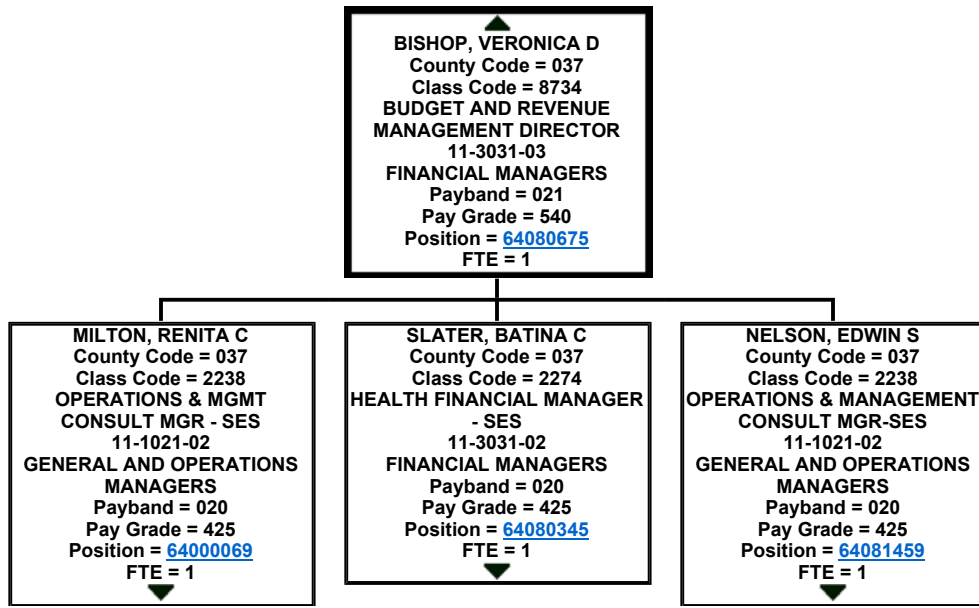 BISHOP, VERONICA D
County Code = 037
Class Code = 8734
BUDGET AND REVENUE
MANAGEMENT DIRECTOR
11-3031-03
FINANCIAL MANAGERS
Payband = 021
Pay Grade = 540
Position = 64080675
FTE = 1
MILTON, RENITA C
County Code = 037
Class Code = 2238
OPERATIONS & MGMT
CONSULT MGR - SES
11-1021-02
GENERAL AND OPERATIONS
MANAGERS
Payband = 020
Pay Grade = 425
Position = 64000069
FTE = 1
SLATER, BATINA C
County Code = 037
Class Code = 2274
HEALTH FINANCIAL MANAGER
- SES
11-3031-02
FINANCIAL MANAGERS
Payband = 020
Pay Grade = 425
Position = 64080345
FTE = 1
NELSON, EDWIN S
County Code = 037
Class Code = 2238
OPERATIONS & MANAGEMENT
CONSULT MGR-SES
11-1021-02
GENERAL AND OPERATIONS
MANAGERS
Payband = 020
Pay Grade = 425
Position = 64081459
FTE = 1